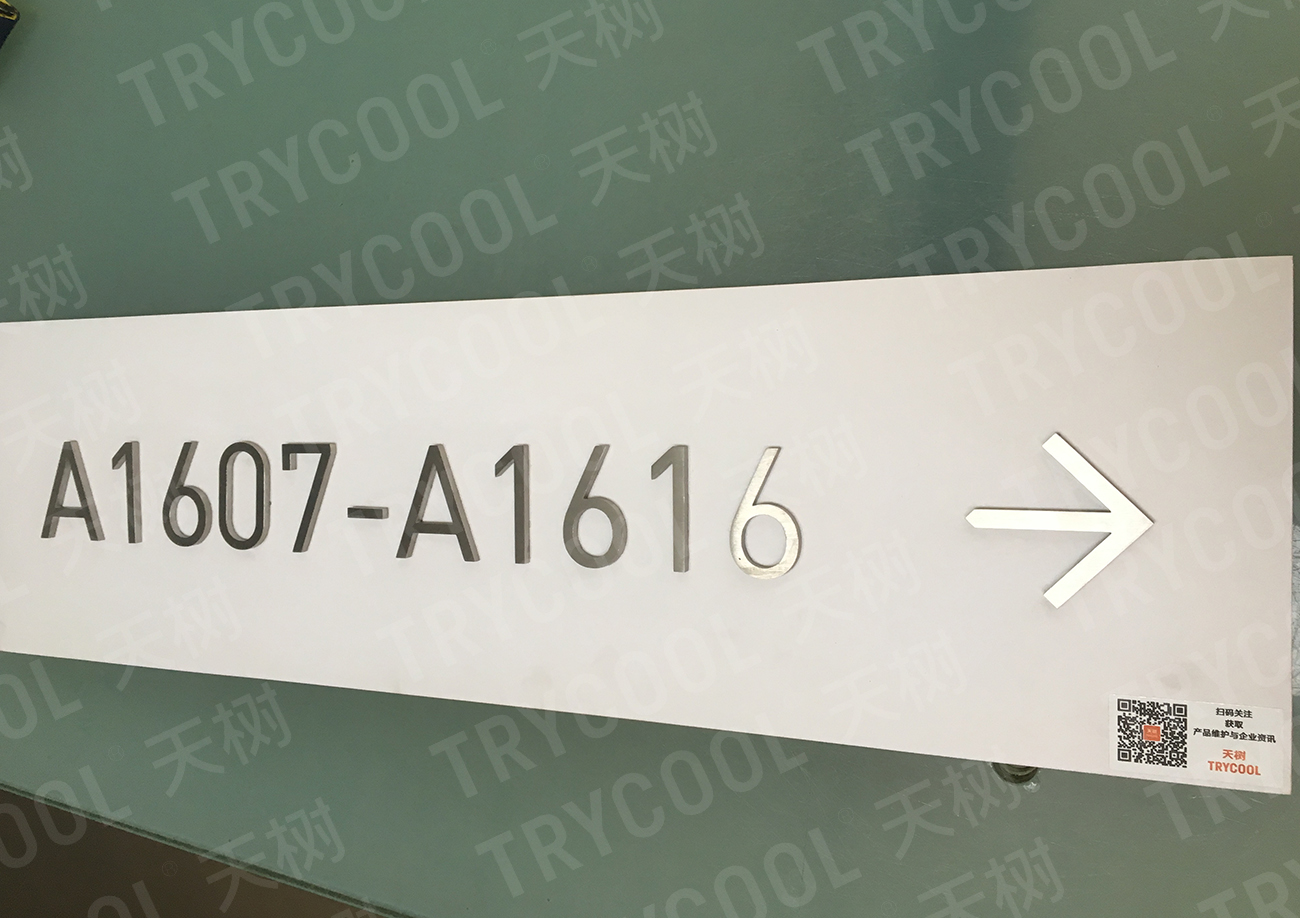 A1607-A1616
扫码关注
获取
产品维护与企业资讯
天树
TRYCOOL
TRYCOOL 天树